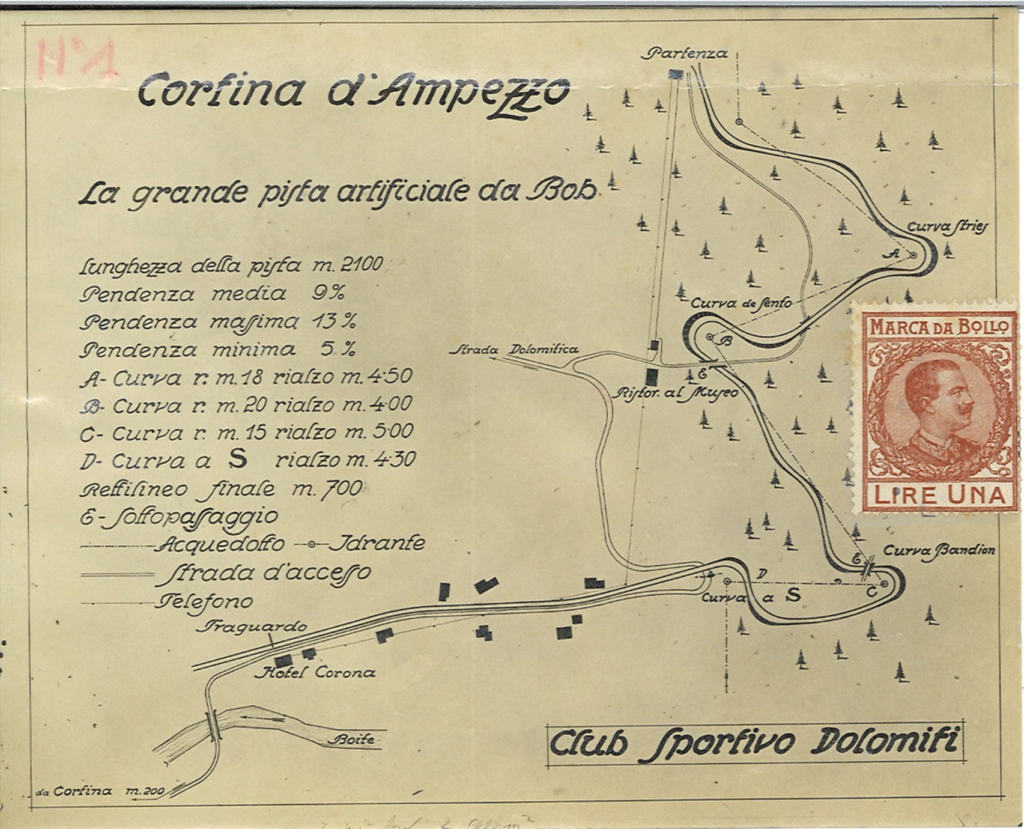 Nº1
Cortina d'Ampezzo
La grande pista artificiale da Bob.
Lunghezza della pista m. 2100
Pendenza media 9%
Pendenza massima 13%
Pendenza minima 5%
A- Curva r. m. 18 rialzo m. 4·50
B- Curva r. m. 20 rialzo m. 4·00
C- Curva r. m. 15 rialzo m. 5·00
D- Curva a S rialzo m. 4·30
Rettilineo finale m. 700
E- Sottopassaggio
Acquedotto Idrante
Strada d'accesso
Telefono
Partenza
Curva Stries
A
Curva de Sento
B
E
Strada Dolomitica
Ristor. al Museo
MARCA DA BOLLO
LIRE UNA
Curva Bandion
E
C
D
Curva a S
Traguardo
Hotel Corona
Boite
da Cortina m. 200
Club Sportivo Dolomiti